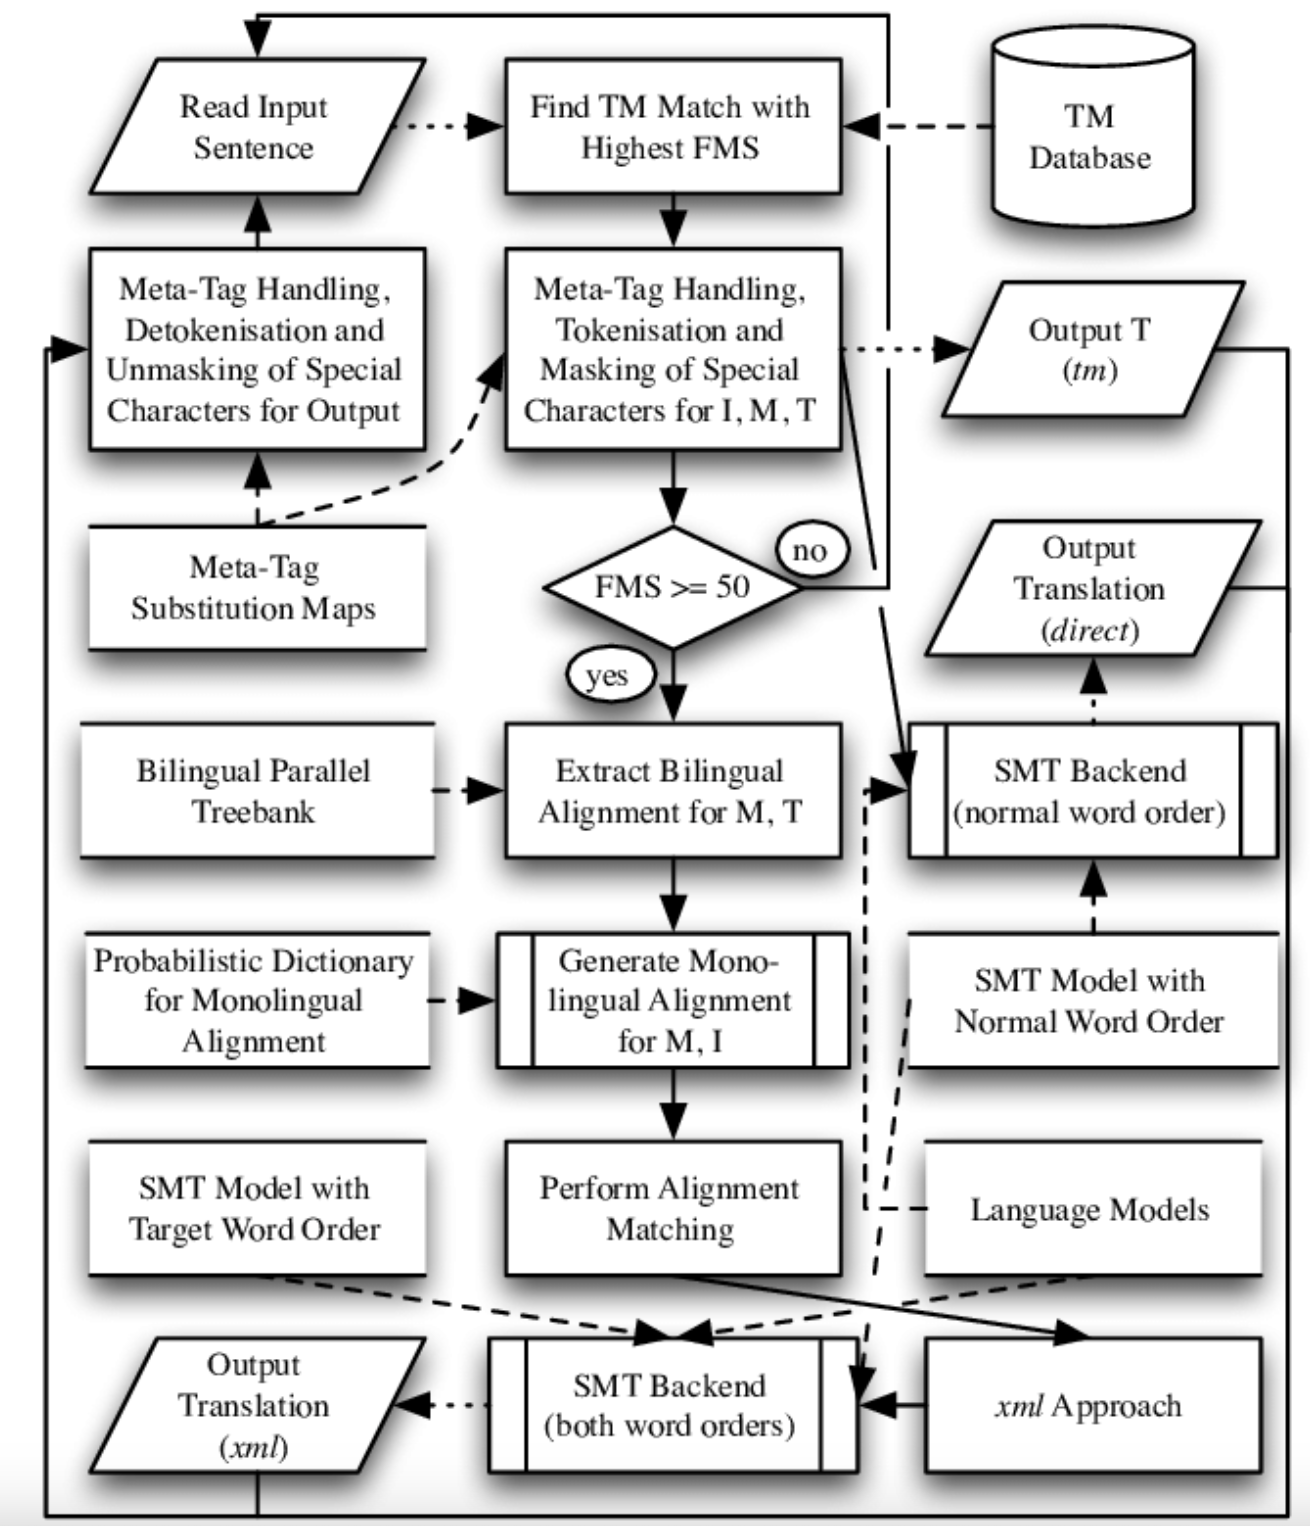 Read Input
Sentence
Find TM Match with
Highest FMS
TM
Database
Meta-Tag Handling,
Detokenisation and
Unmasking of Special
Characters for Output
Meta-Tag Handling,
Tokenisation and
Masking of Special
Characters for I, M, T
Output T
(tm)
Meta-Tag
Substitution Maps
FMS >= 50
no
yes
Output
Translation
(direct)
Bilingual Parallel
Treebank
Extract Bilingual
Alignment for M, T
SMT Backend
(normal word order)
Probabilistic Dictionary
for Monolingual
Alignment
Generate Mono-
lingual Alignment
for M, I
SMT Model with
Normal Word Order
SMT Model with
Target Word Order
Perform Alignment
Matching
Language Models
Output
Translation
(xml)
SMT Backend
(both word orders)
xml Approach